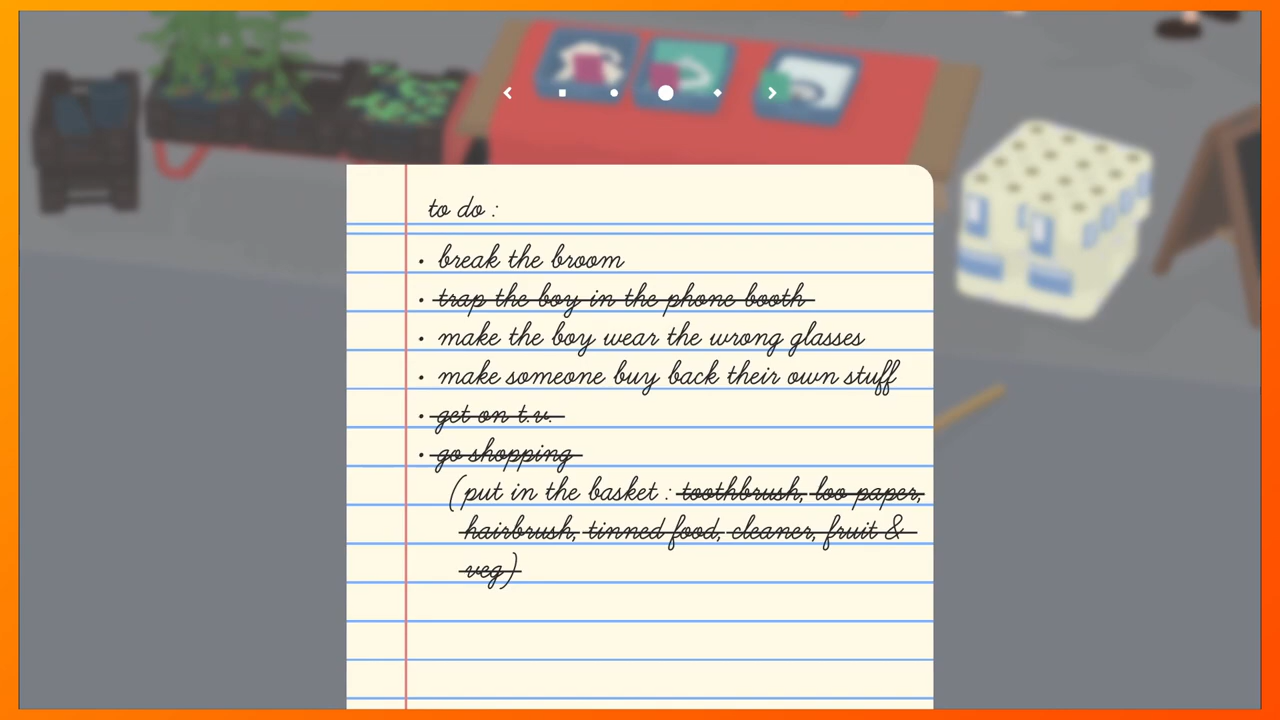 to do :
• break the broom
• trap the boy in the phone booth
• make the boy wear the wrong glasses
• make someone buy back their own stuff
• get on t.v.
• go shopping
(put in the basket : toothbrush, loo paper,
hairbrush, tinned food, cleaner, fruit &
veg)